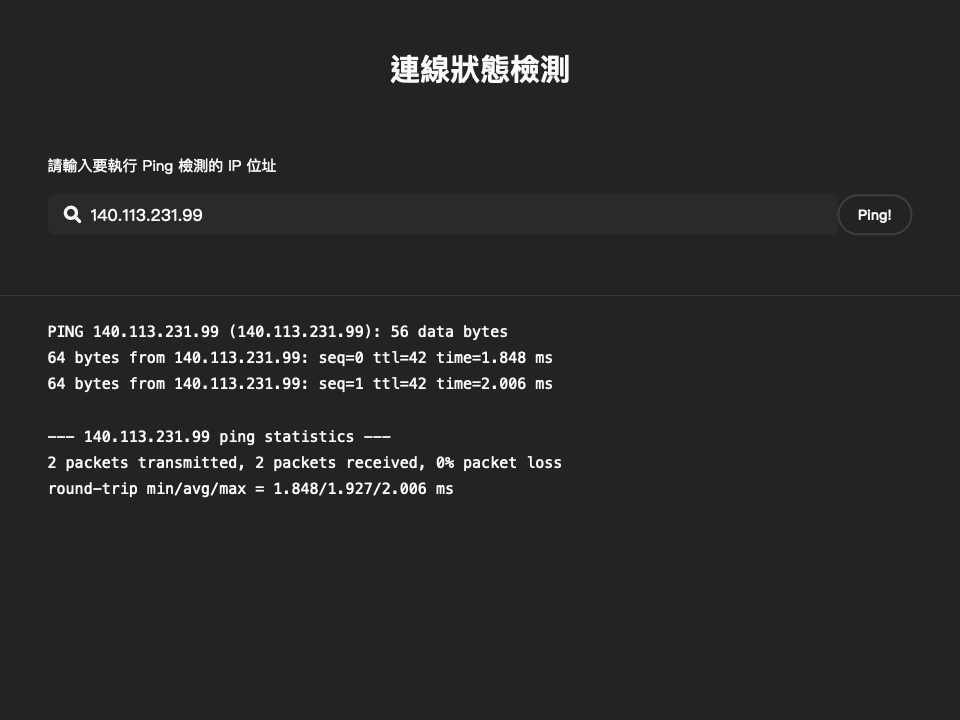 連線狀態檢測
請輸入要執行 Ping 檢測的 IP 位址
140.113.231.99
Ping!
PING 140.113.231.99 (140.113.231.99): 56 data bytes
64 bytes from 140.113.231.99: seq=0 ttl=42 time=1.848 ms
64 bytes from 140.113.231.99: seq=1 ttl=42 time=2.006 ms
--- 140.113.231.99 ping statistics ---
2 packets transmitted, 2 packets received, 0% packet loss
round-trip min/avg/max = 1.848/1.927/2.006 ms